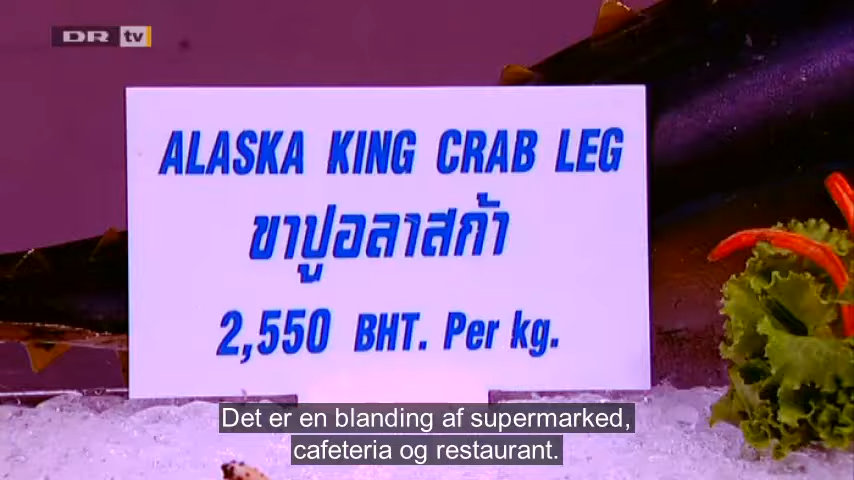 DR tv
ALASKA KING CRAB LEG
ขาปูอลาสก้า
2,550 BHT. Per kg.
Det er en blanding af supermarked,
cafeteria og restaurant.